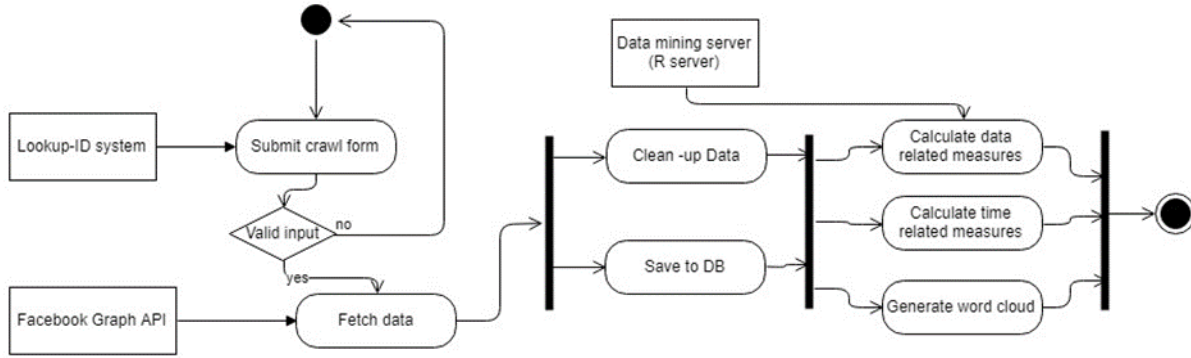 Data mining server
(R server)
Lookup-ID system
Submit crawl form
Clean -up Data
Calculate data
related measures
Valid input
no
Calculate time
related measures
yes
Save to DB
Facebook Graph API
Fetch data
Generate word cloud